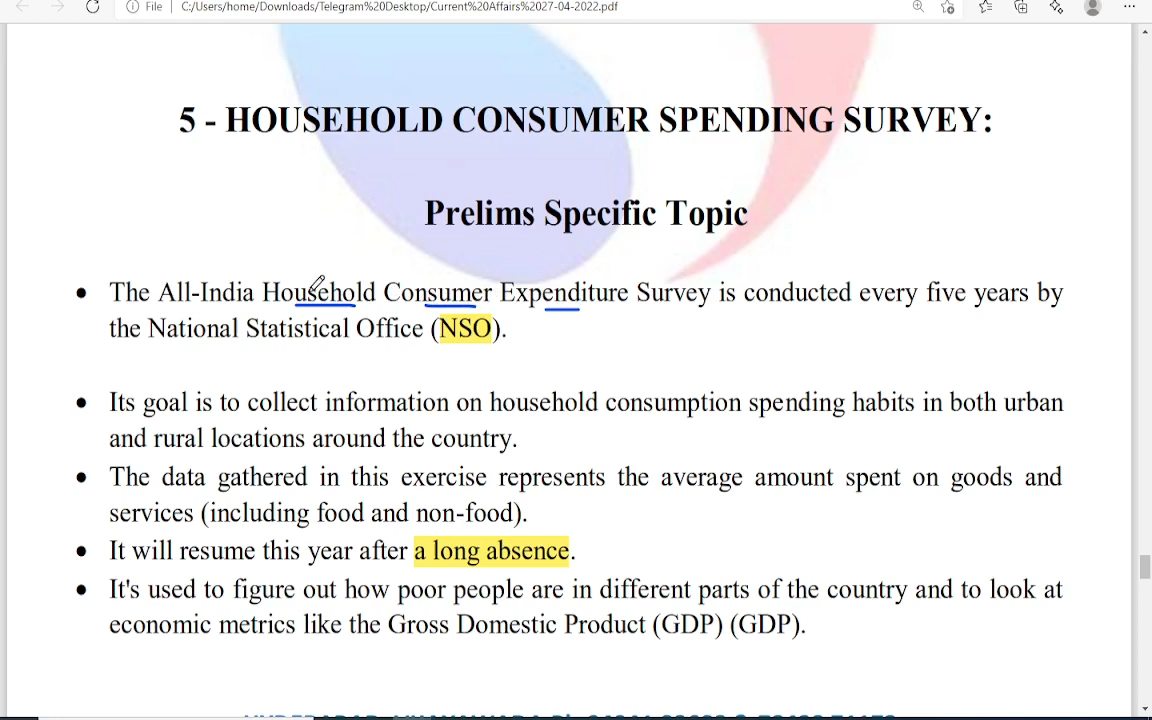 File | C:/Users/home/Downloads/Telegram%20Desktop/Current%20Affairs%2027-04-2022.pdf
5 - HOUSEHOLD CONSUMER SPENDING SURVEY:
Prelims Specific Topic
• The All-India Household Consumer Expenditure Survey is conducted every five years by
the National Statistical Office (NSO).
• Its goal is to collect information on household consumption spending habits in both urban
and rural locations around the country.
• The data gathered in this exercise represents the average amount spent on goods and
services (including food and non-food).
• It will resume this year after a long absence.
• It's used to figure out how poor people are in different parts of the country and to look at
economic metrics like the Gross Domestic Product (GDP) (GDP).